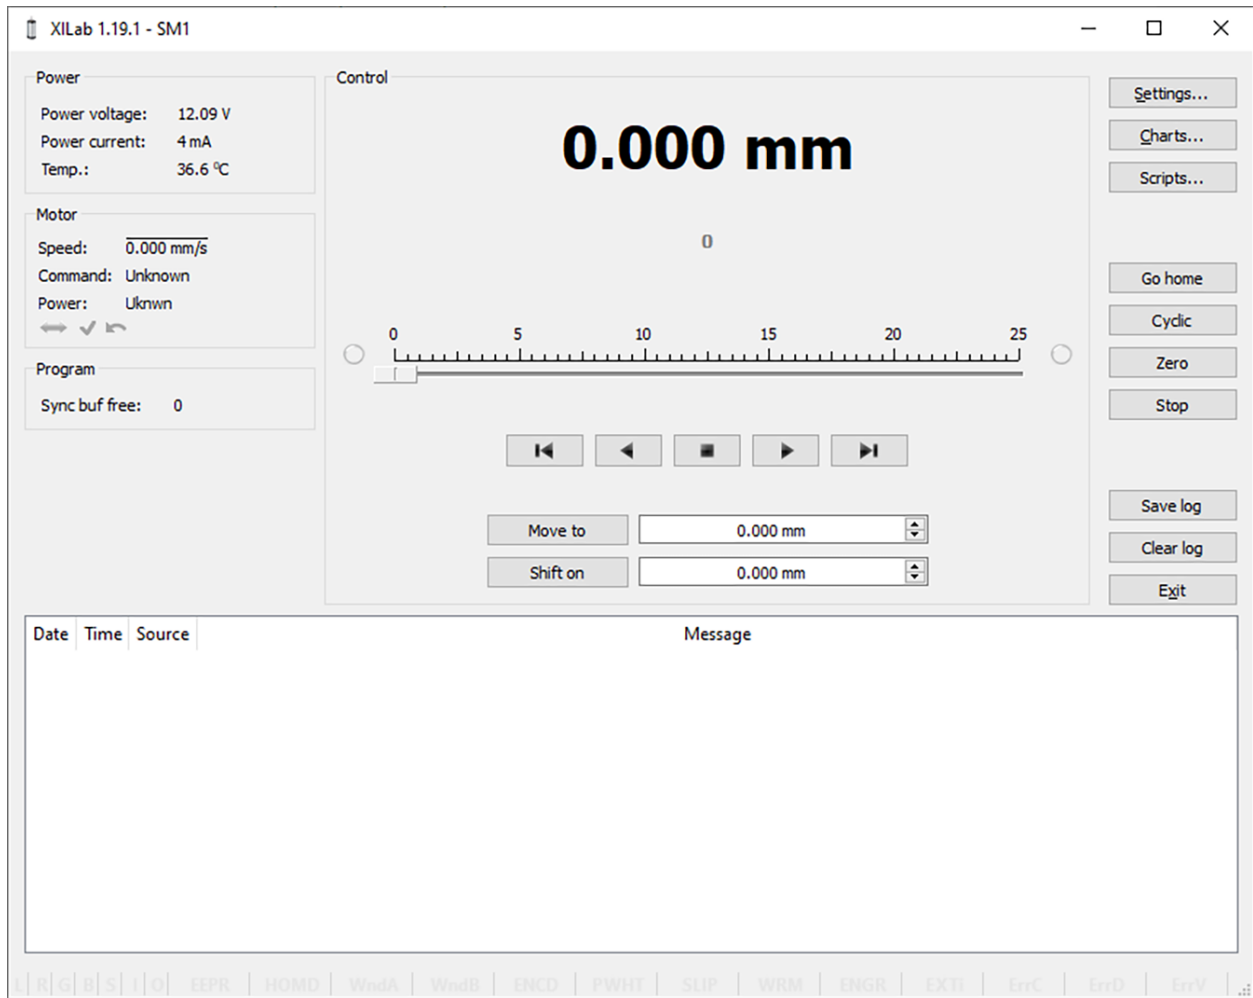 XILab 1.19.1 - SM1
Power
Power voltage: 12.09 V
Power current: 4 mA
Temp.: 36.6 ⁰C
Motor
Speed: 0.000 mm/s
Command: Unknown
Power: Uknwn
Program
Sync buf free: 0
Control
0.000 mm
0
0 5 10 15 20 25
Move to 0.000 mm
Shift on 0.000 mm
Settings...
Charts...
Scripts...
Go home
Cyclic
Zero
Stop
Save log
Clear log
Exit
Date Time Source Message
L R G B S I O EEPR HOMD WndA WndB ENCD PWHT SLIP WRM ENGR EXTi ErrC ErrD ErrV